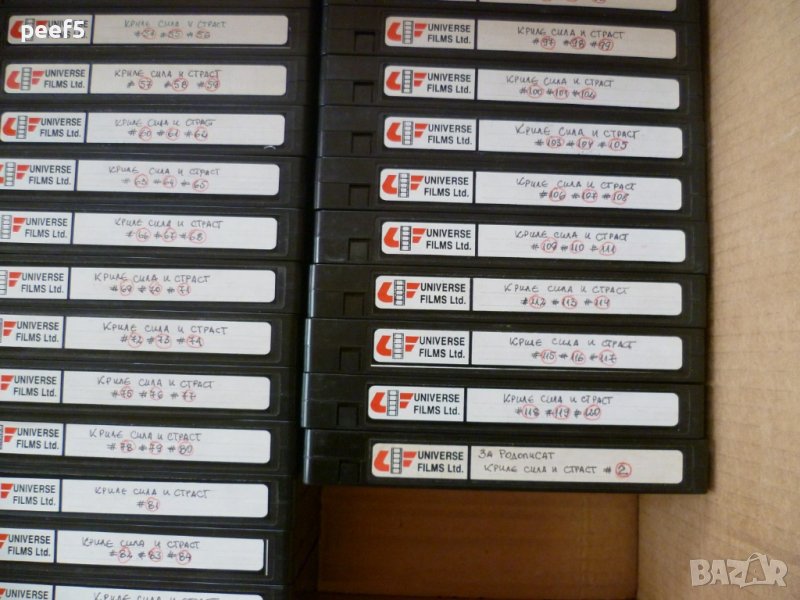 peef5
UNIVERSE FILMS Ltd.
КРИЛЕ СИЛА И СТРАСТ
#54 #55 #56
UNIVERSE FILMS Ltd.
КРИЛЕ СИЛА И СТРАСТ
#57 #58 #59
UNIVERSE FILMS Ltd.
КРИЛЕ СИЛА И СТРАСТ
#60 #61 #62
UNIVERSE FILMS Ltd.
КРИЛЕ СИЛА И СТРАСТ
#63 #64 #65
UNIVERSE FILMS Ltd.
КРИЛЕ СИЛА И СТРАСТ
#66 #67 #68
UNIVERSE FILMS Ltd.
КРИЛЕ СИЛА И СТРАСТ
#69 #70 #71
UNIVERSE FILMS Ltd.
КРИЛЕ СИЛА И СТРАСТ
#72 #73 #74
UNIVERSE FILMS Ltd.
КРИЛЕ СИЛА И СТРАСТ
#75 #76 #77
UNIVERSE FILMS Ltd.
КРИЛЕ СИЛА И СТРАСТ
#78 #79 #80
UNIVERSE FILMS Ltd.
КРИЛЕ СИЛА И СТРАСТ
#81
UNIVERSE FILMS Ltd.
КРИЛЕ СИЛА И СТРАСТ
#82 #83 #84
UNIVERSE
КРИЛЕ СИЛА И СТРАСТ
FILMS Ltd.
UNIVERSE FILMS Ltd.
КРИЛЕ СИЛА И СТРАСТ
#97 #98 #99
UNIVERSE FILMS Ltd.
КРИЛЕ СИЛА И СТРАСТ
#100 #101 #102
UNIVERSE FILMS Ltd.
КРИЛЕ СИЛА И СТРАСТ
#103 #104 #105
UNIVERSE FILMS Ltd.
КРИЛЕ СИЛА И СТРАСТ
#106 #107 #108
UNIVERSE FILMS Ltd.
КРИЛЕ СИЛА И СТРАСТ
#109 #110 #111
UNIVERSE FILMS Ltd.
КРИЛЕ СИЛА И СТРАСТ
#112 #113 #114
UNIVERSE FILMS Ltd.
КРИЛЕ СИЛА И СТРАСТ
#115 #116 #117
UNIVERSE FILMS Ltd.
КРИЛЕ СИЛА И СТРАСТ
#118 #119 #120
UNIVERSE FILMS Ltd.
ЗА РОДОПИСАТ
КРИЛЕ СИЛА И СТРАСТ #2
BAZAR